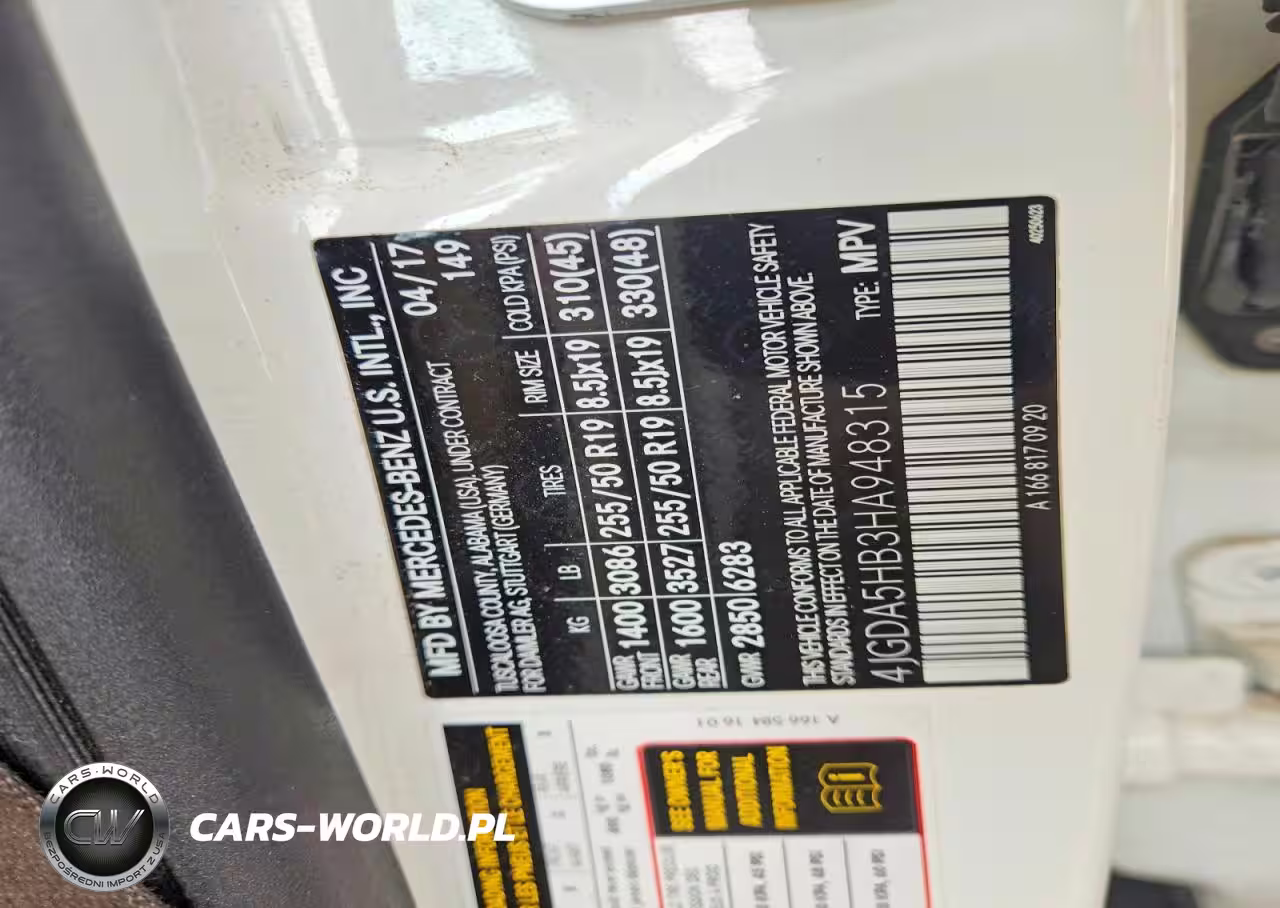 MFD BY MERCEDES-BENZ U.S. INTL., INC
TUSCALOOSA COUNTY, ALABAMA (USA) UNDER CONTRACT 04/17
FOR DAIMLER AG, STUTTGART (GERMANY) 149
KG LB TIRES RIM SIZE COLD KPA (PSI)
GAWR FRONT 1400 3086 255/50 R19 8.5Jx19 310(45)
GAWR REAR 1600 3527 255/50 R19 8.5Jx19 330(48)
GVWR 2850 6283
THIS VEHICLE CONFORMS TO ALL APPLICABLE FEDERAL MOTOR VEHICLE SAFETY
STANDARDS IN EFFECT ON THE DATE OF MANUFACTURE SHOWN ABOVE.
4JGDA5HB3HA948315 TYPE: MPV
A 166 817 09 20 40250623
A 166 584 16 01
SEE OWNER'S
MANUAL FOR
ADDITIONAL
INFORMATION
CARS-WORLD
CW
BEZPOŚREDNI IMPORT Z USA
CARS-WORLD.PL